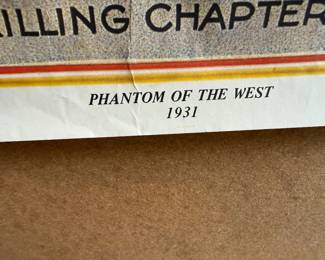 ILLING CHAPTER
PHANTOM OF THE WEST
1931